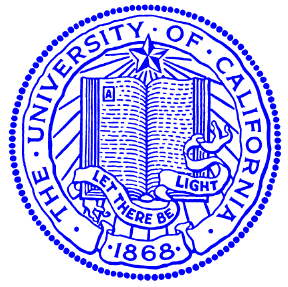 · THE · UNIVERSITY · OF · CALIFORNIA ·
A
LET THERE BE
LIGHT
·1868·